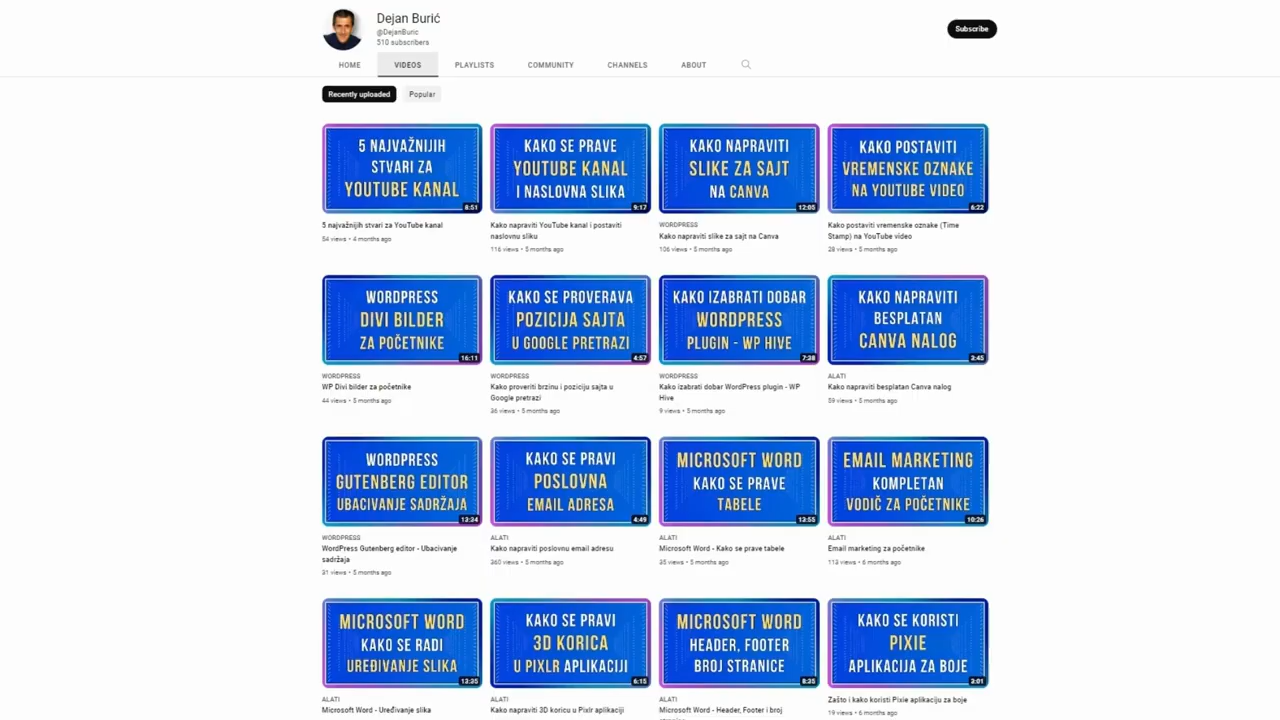 Dejan Burić
@DejanBuric
510 subscribers
Subscribe
HOME
VIDEOS
PLAYLISTS
COMMUNITY
CHANNELS
ABOUT
Recently uploaded
Popular
5 NAJVAŽNIJIH
STVARI ZA
YOUTUBE KANAL
8:51
5 najvažnijih stvari za YouTube kanal
54 views • 4 months ago
KAKO SE PRAVE
YOUTUBE KANAL
I NASLOVNA SLIKA
9:17
Kako napraviti YouTube kanal i postaviti
naslovnu sliku
116 views • 5 months ago
KAKO NAPRAVITI
SLIKE ZA SAJT
NA CANVA
12:05
WORDPRESS
Kako napraviti slike za sajt na Canva
106 views • 5 months ago
KAKO POSTAVITI
VREMENSKE OZNAKE
NA YOUTUBE VIDEO
6:22
Kako postaviti vremenske oznake (Time
Stamp) na YouTube video
28 views • 5 months ago
WORDPRESS
DIVI BILDER
ZA POČETNIKE
16:11
WORDPRESS
WP Divi bilder za početnike
44 views • 5 months ago
KAKO SE PROVERAVA
POZICIJA SAJTA
U GOOGLE PRETRAZI
4:57
WORDPRESS
Kako proveriti brzinu i poziciju sajta u
Google pretrazi
36 views • 5 months ago
KAKO IZABRATI DOBAR
WORDPRESS
PLUGIN - WP HIVE
7:38
WORDPRESS
Kako izabrati dobar WordPress plugin - WP
Hive
9 views • 5 months ago
KAKO NAPRAVITI
BESPLATAN
CANVA NALOG
3:45
ALATI
Kako napraviti besplatan Canva nalog
59 views • 5 months ago
WORDPRESS
GUTENBERG EDITOR
UBACIVANJE SADRŽAJA
13:34
WORDPRESS
WordPress Gutenberg editor - Ubacivanje
sadržaja
31 views • 5 months ago
KAKO SE PRAVI
POSLOVNA
EMAIL ADRESA
4:49
ALATI
Kako napraviti poslovnu email adresu
360 views • 5 months ago
MICROSOFT WORD
KAKO SE PRAVE
TABELE
13:55
ALATI
Microsoft Word - Kako se prave tabele
35 views • 5 months ago
EMAIL MARKETING
KOMPLETAN
VODIČ ZA POČETNIKE
10:26
ALATI
Email marketing za početnike
113 views • 6 months ago
MICROSOFT WORD
KAKO SE RADI
UREĐIVANJE SLIKA
13:35
ALATI
Microsoft Word - Uređivanje slika
KAKO SE PRAVI
3D KORICA
U PIXLR APLIKACIJI
6:15
ALATI
Kako napraviti 3D koricu u Pixlr aplikaciji
MICROSOFT WORD
HEADER, FOOTER
BROJ STRANICE
8:35
ALATI
Microsoft Word - Header, Footer i broj
KAKO SE KORISTI
PIXIE
APLIKACIJA ZA BOJE
3:01
Zašto i kako koristi Pixie aplikaciju za boje
19 views • 6 months ago